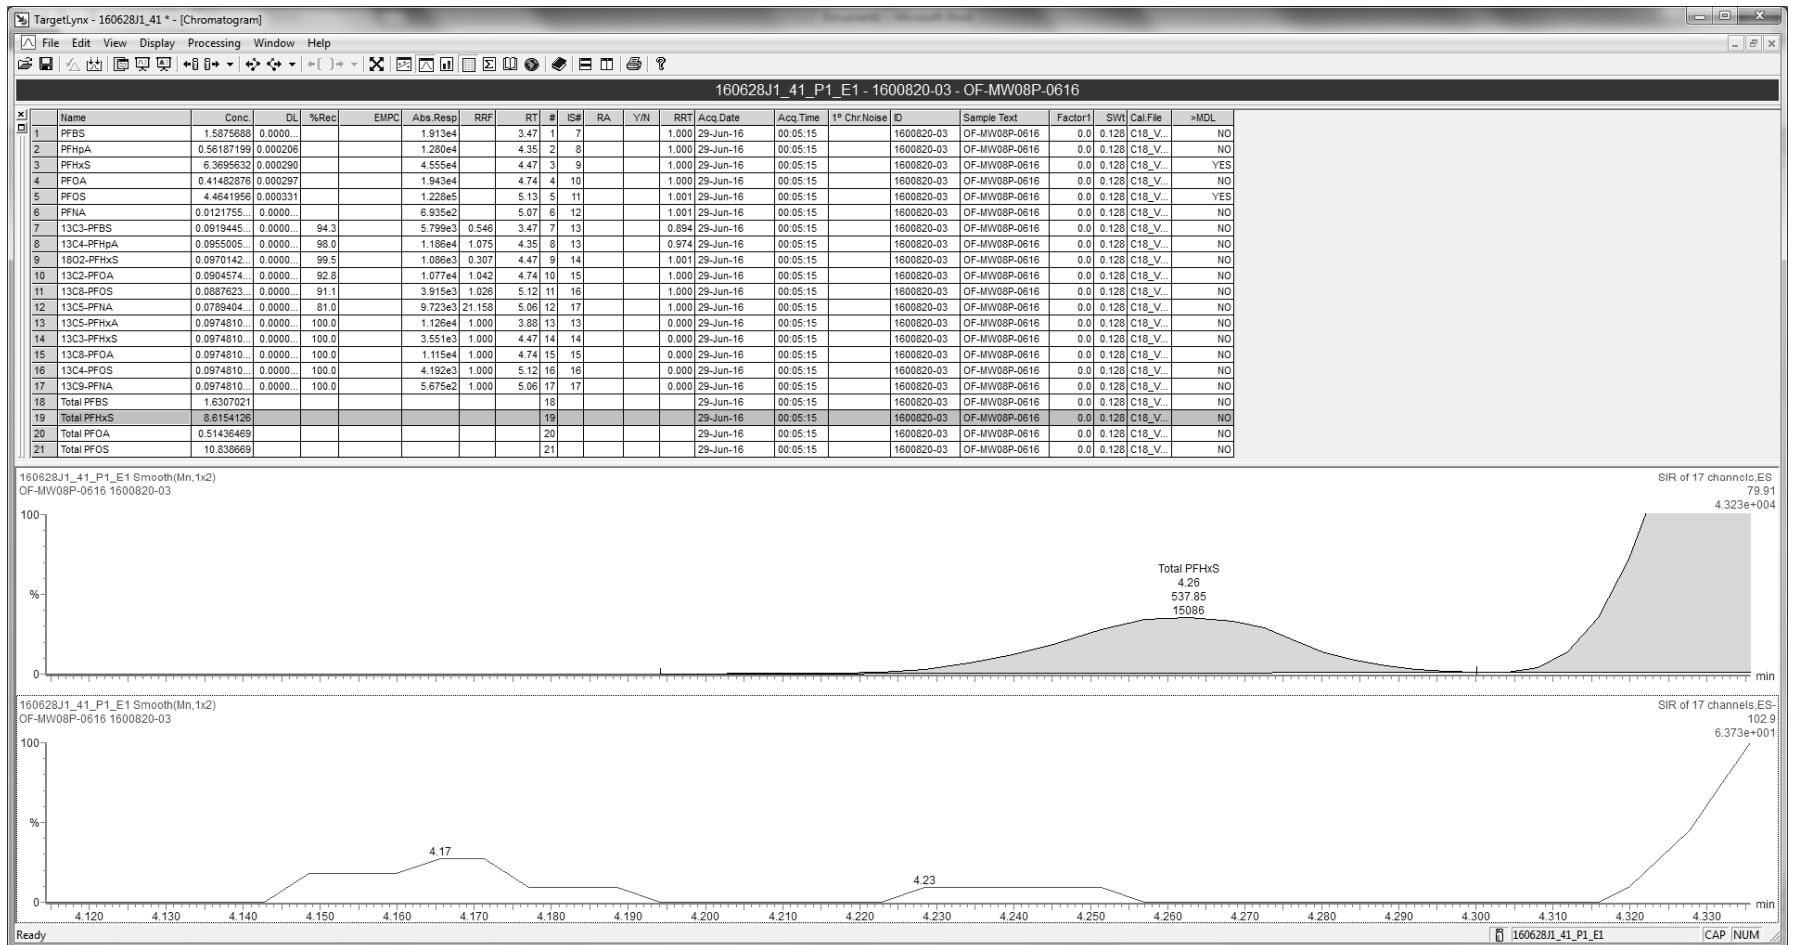 TargetLynx - 160628J1_41 * - [Chromatogram]
File Edit View Display Processing Window Help
160628J1_41_P1_E1 - 1600820-03 - OF-MW08P-0616
Name Conc. DL %Rec EMPC Abs.Resp RRF RT # IS# RA Y/N RRT Acq.Date Acq.Time 1° Chr.Noise ID Sample Text Factor1 SWt Cal.File >MDL
1 PFBS 1.5875688 0.0000... 1.913e4 3.47 1 7 1.000 29-Jun-16 00:05:15 1600820-03 OF-MW08P-0616 0.0 0.128 C18_V... NO
2 PFHpA 0.56187199 0.000206 1.280e4 4.35 2 8 1.000 29-Jun-16 00:05:15 1600820-03 OF-MW08P-0616 0.0 0.128 C18_V... NO
3 PFHxS 6.3695632 0.000290 4.555e4 4.47 3 9 1.000 29-Jun-16 00:05:15 1600820-03 OF-MW08P-0616 0.0 0.128 C18_V... YES
4 PFOA 0.41482876 0.000297 1.943e4 4.74 4 10 1.000 29-Jun-16 00:05:15 1600820-03 OF-MW08P-0616 0.0 0.128 C18_V... NO
5 PFOS 4.4641956 0.000331 1.228e5 5.13 5 11 1.001 29-Jun-16 00:05:15 1600820-03 OF-MW08P-0616 0.0 0.128 C18_V... YES
6 PFNA 0.0121755... 0.0000... 6.935e2 5.07 6 12 1.001 29-Jun-16 00:05:15 1600820-03 OF-MW08P-0616 0.0 0.128 C18_V... NO
7 13C3-PFBS 0.0919445... 0.0000... 94.3 5.799e3 0.546 3.47 7 13 0.894 29-Jun-16 00:05:15 1600820-03 OF-MW08P-0616 0.0 0.128 C18_V... NO
8 13C4-PFHpA 0.0955005... 0.0000... 98.0 1.186e4 1.075 4.35 8 13 0.974 29-Jun-16 00:05:15 1600820-03 OF-MW08P-0616 0.0 0.128 C18_V... NO
9 18O2-PFHxS 0.0970142... 0.0000... 99.5 1.086e3 0.307 4.47 9 14 1.001 29-Jun-16 00:05:15 1600820-03 OF-MW08P-0616 0.0 0.128 C18_V... NO
10 13C2-PFOA 0.0904574... 0.0000... 92.8 1.077e4 1.042 4.74 10 15 1.000 29-Jun-16 00:05:15 1600820-03 OF-MW08P-0616 0.0 0.128 C18_V... NO
11 13C8-PFOS 0.0887623... 0.0000... 91.1 3.915e3 1.026 5.12 11 16 1.000 29-Jun-16 00:05:15 1600820-03 OF-MW08P-0616 0.0 0.128 C18_V... NO
12 13C5-PFNA 0.0789404... 0.0000... 81.0 9.723e3 21.158 5.06 12 17 1.000 29-Jun-16 00:05:15 1600820-03 OF-MW08P-0616 0.0 0.128 C18_V... NO
13 13C5-PFHxA 0.0974810... 0.0000... 100.0 1.126e4 1.000 3.88 13 13 0.000 29-Jun-16 00:05:15 1600820-03 OF-MW08P-0616 0.0 0.128 C18_V... NO
14 13C3-PFHxS 0.0974810... 0.0000... 100.0 3.551e3 1.000 4.47 14 14 0.000 29-Jun-16 00:05:15 1600820-03 OF-MW08P-0616 0.0 0.128 C18_V... NO
15 13C8-PFOA 0.0974810... 0.0000... 100.0 1.115e4 1.000 4.74 15 15 0.000 29-Jun-16 00:05:15 1600820-03 OF-MW08P-0616 0.0 0.128 C18_V... NO
16 13C4-PFOS 0.0974810... 0.0000... 100.0 4.192e3 1.000 5.12 16 16 0.000 29-Jun-16 00:05:15 1600820-03 OF-MW08P-0616 0.0 0.128 C18_V... NO
17 13C9-PFNA 0.0974810... 0.0000... 100.0 5.675e2 1.000 5.06 17 17 0.000 29-Jun-16 00:05:15 1600820-03 OF-MW08P-0616 0.0 0.128 C18_V... NO
18 Total PFBS 1.6307021 18 29-Jun-16 00:05:15 1600820-03 OF-MW08P-0616 0.0 0.128 C18_V... NO
19 Total PFHxS 8.6154126 19 29-Jun-16 00:05:15 1600820-03 OF-MW08P-0616 0.0 0.128 C18_V... NO
20 Total PFOA 0.51436469 20 29-Jun-16 00:05:15 1600820-03 OF-MW08P-0616 0.0 0.128 C18_V... NO
21 Total PFOS 10.838669 21 29-Jun-16 00:05:15 1600820-03 OF-MW08P-0616 0.0 0.128 C18_V... NO
160628J1_41_P1_E1 Smooth(Mn,1x2) SIR of 17 channels,ES-
OF-MW08P-0616 1600820-03 79.91
4.323e+004
100
Total PFHxS
4.26
537.85
15086
%
0
min
160628J1_41_P1_E1 Smooth(Mn,1x2) SIR of 17 channels,ES-
OF-MW08P-0616 1600820-03 102.9
6.373e+001
100
%
4.17
4.23
0
min
4.120 4.130 4.140 4.150 4.160 4.170 4.180 4.190 4.200 4.210 4.220 4.230 4.240 4.250 4.260 4.270 4.280 4.290 4.300 4.310 4.320 4.330
Ready 160628J1_41_P1_E1 CAP NUM